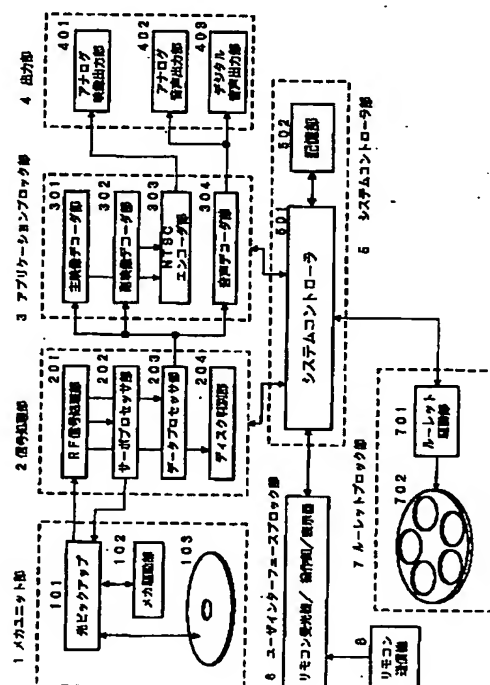 1 メカユニット部
101
光ピックアップ
102
メカ駆動部
103
2 信号処理部
201
RF信号処理部
202
サーボプロセッサ部
203
データプロセッサ部
204
ディスク判別部
3 アプリケーションブロック部
301
主映像デコーダ部
302
副映像デコーダ部
303
NTSC
エンコーダ部
304
音声デコーダ部
4 出力部
401
アナログ
映像出力部
402
アナログ
音声出力部
403
デジタル
音声出力部
5 システムコントローラ部
501
システムコントローラ
502
記憶部
6 ユーザインターフェースブロック部
リモコン受光機/操作卸/表示器
7 ルーレットブロック部
701
ルーレット
駆動部
702
8
リモコン
送信機